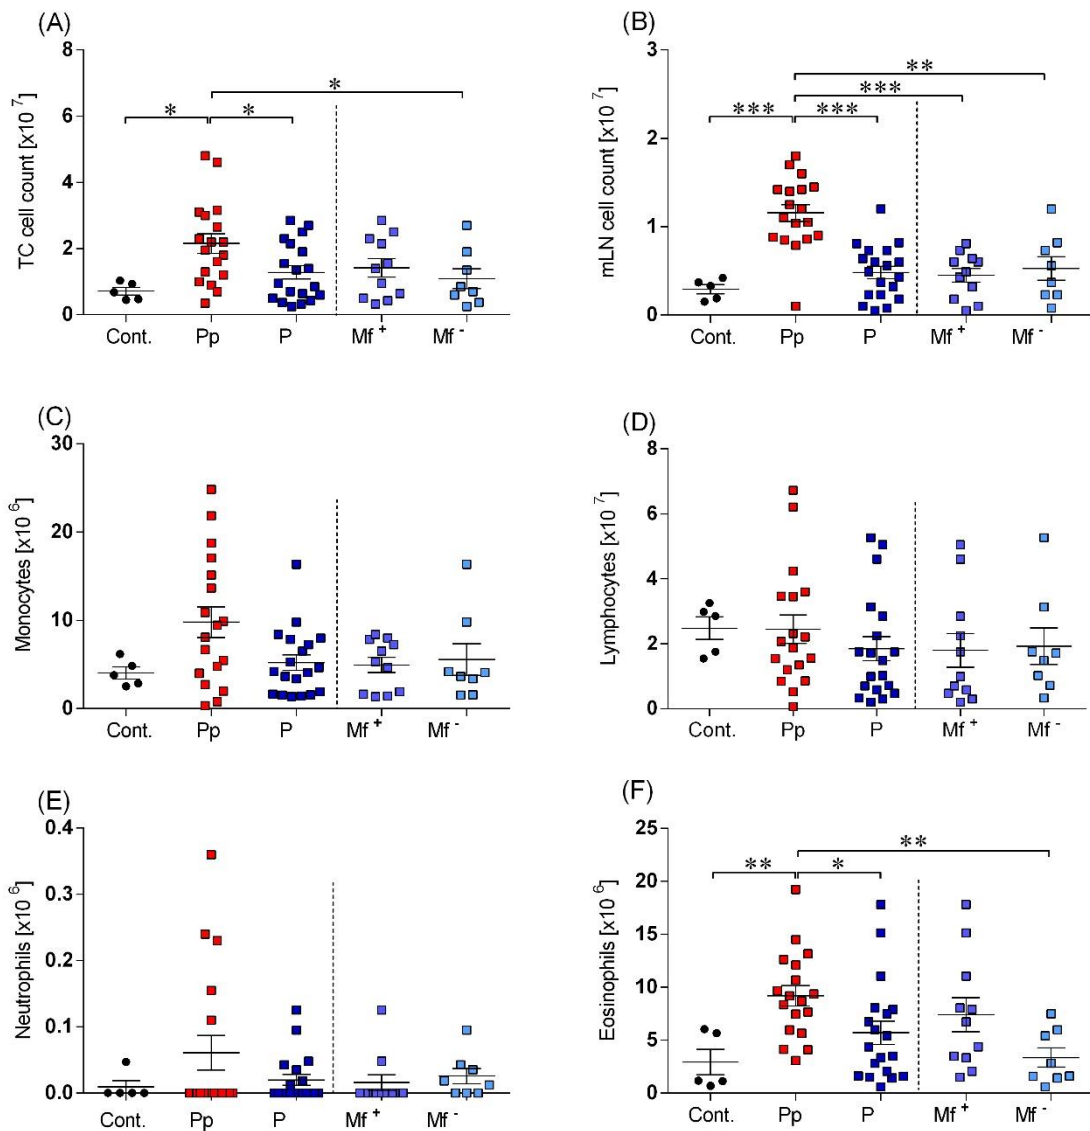 (A)
TC cell count [x10 7]
8
6
4
2
0
*
*
*
Cont.
Pp
P
Mf +
Mf -
(B)
mLN cell count [x10 7]
3
2
1
0
**
***
***
***
Cont.
Pp
P
Mf +
Mf -
(C)
Monocytes [x10 6]
30
20
10
0
Cont.
Pp
P
Mf +
Mf -
(D)
Lymphocytes [x10 7]
8
6
4
2
0
Cont.
Pp
P
Mf +
Mf -
(E)
Neutrophils [x10 6]
0.4
0.3
0.2
0.1
0.0
Cont.
Pp
P
Mf +
Mf -
(F)
Eosinophils [x10 6]
25
20
15
10
5
0
**
**
*
Cont.
Pp
P
Mf +
Mf -